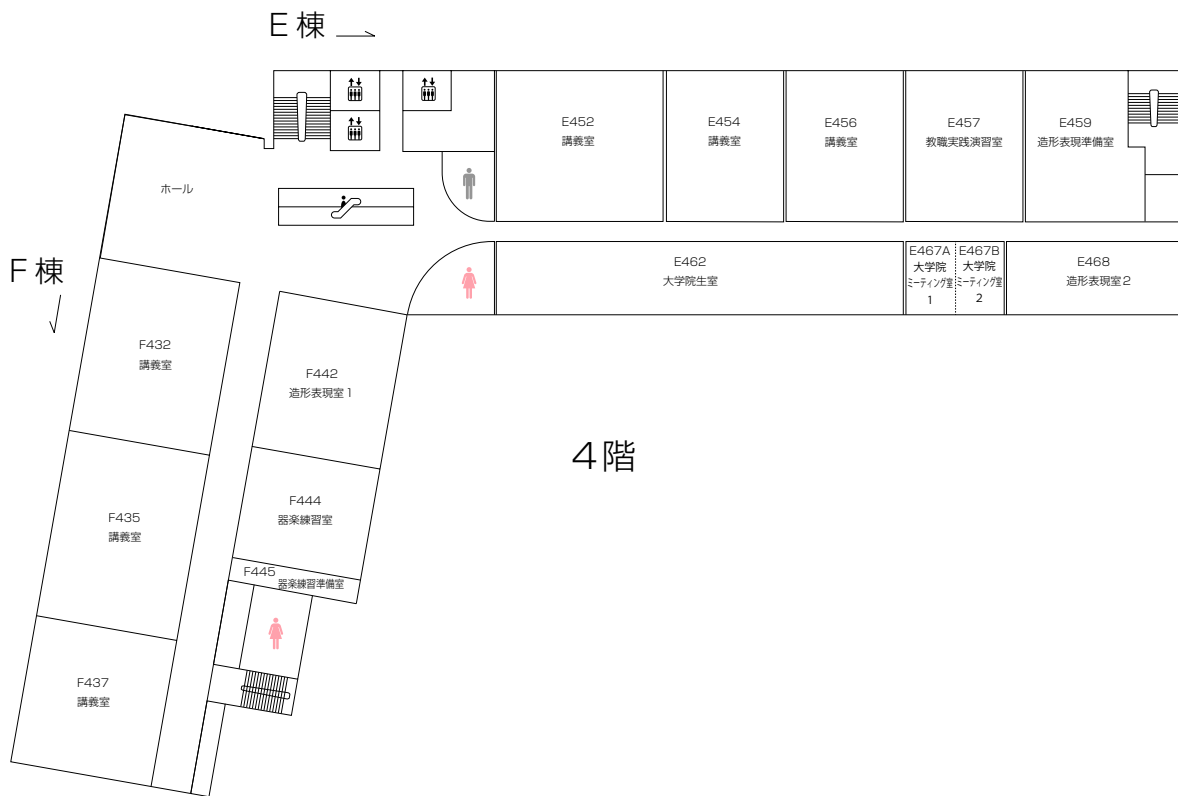 E棟
E452
講義室
E454
講義室
E456
講義室
E457
教職実践演習室
E459
造形表現準備室
ホール
F棟
E462
大学院生室
E467A
大学院
ミーティング室
1
E467B
大学院
ミーティング室
2
E468
造形表現室2
F432
講義室
F442
造形表現室1
4階
F444
器楽練習室
F435
講義室
F445
器楽練習準備室
F437
講義室